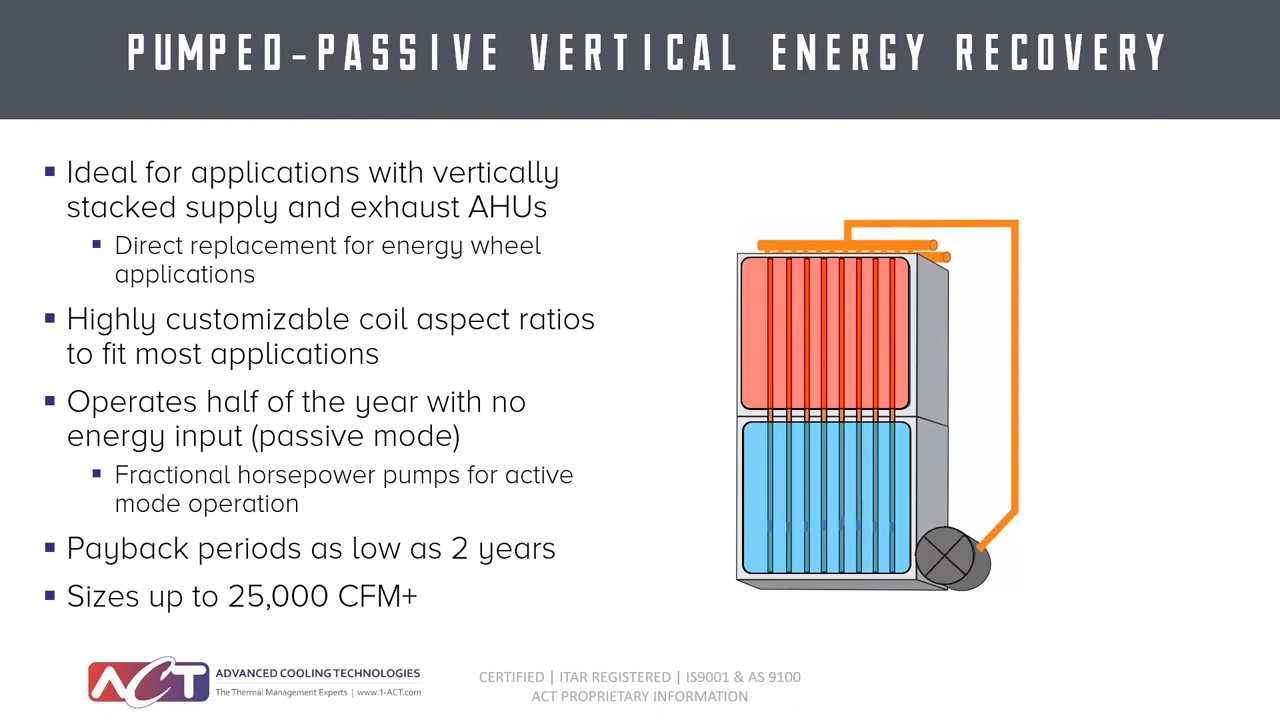 PUMPED-PASSIVE VERTICAL ENERGY RECOVERY
▪ Ideal for applications with vertically
stacked supply and exhaust AHUs
▪ Direct replacement for energy wheel
applications
▪ Highly customizable coil aspect ratios
to fit most applications
▪ Operates half of the year with no
energy input (passive mode)
▪ Fractional horsepower pumps for active
mode operation
▪ Payback periods as low as 2 years
▪ Sizes up to 25,000 CFM+
ACT
ADVANCED COOLING TECHNOLOGIES
The Thermal Management Experts | www.1-ACT.com
CERTIFIED | ITAR REGISTERED | IS9001 & AS 9100
ACT PROPRIETARY INFORMATION